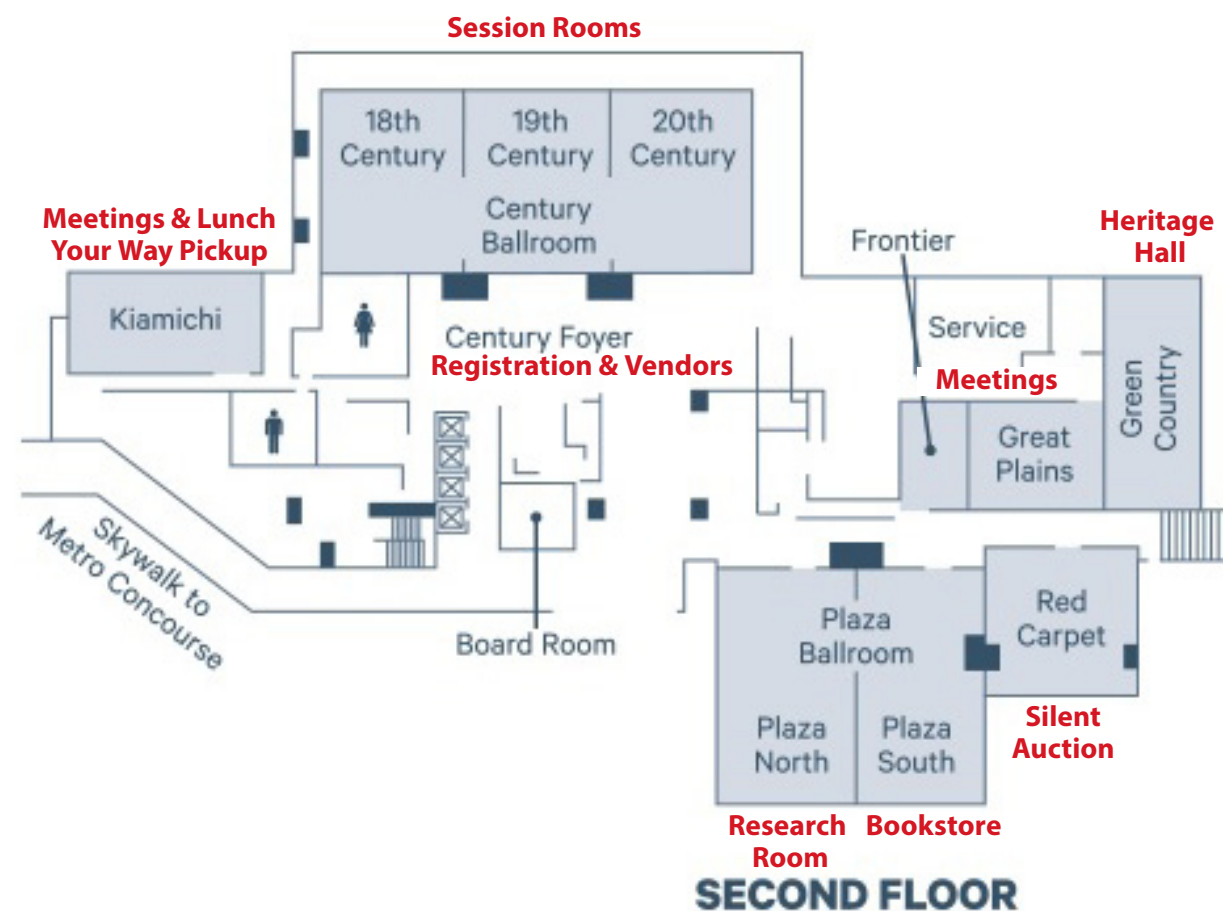 Session Rooms
18th
Century
19th
Century
20th
Century
Century
Ballroom
Meetings & Lunch
Your Way Pickup
Kiamichi
Frontier
Heritage
Hall
Service
Century Foyer
Registration & Vendors
Meetings
Green
Country
Great
Plains
Skywalk to
Metro Concourse
Board Room
Plaza
Ballroom
Red
Carpet
Plaza
North
Plaza
South
Silent
Auction
Research
Room
Bookstore
SECOND FLOOR